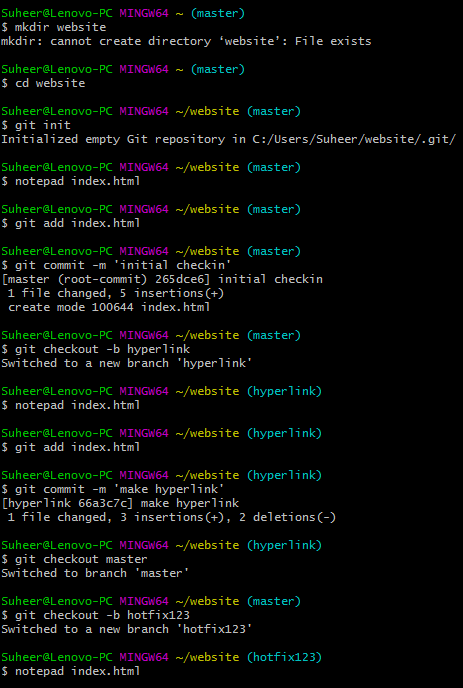 Suheer@Lenovo-PC MINGW64 ~ (master)
$ mkdir website
mkdir: cannot create directory ‘website’: File exists
Suheer@Lenovo-PC MINGW64 ~ (master)
$ cd website
Suheer@Lenovo-PC MINGW64 ~/website (master)
$ git init
Initialized empty Git repository in C:/Users/Suheer/website/.git/
Suheer@Lenovo-PC MINGW64 ~/website (master)
$ notepad index.html
Suheer@Lenovo-PC MINGW64 ~/website (master)
$ git add index.html
Suheer@Lenovo-PC MINGW64 ~/website (master)
$ git commit -m 'initial checkin'
[master (root-commit) 265dce6] initial checkin
 1 file changed, 5 insertions(+)
 create mode 100644 index.html
Suheer@Lenovo-PC MINGW64 ~/website (master)
$ git checkout -b hyperlink
Switched to a new branch 'hyperlink'
Suheer@Lenovo-PC MINGW64 ~/website (hyperlink)
$ notepad index.html
Suheer@Lenovo-PC MINGW64 ~/website (hyperlink)
$ git add index.html
Suheer@Lenovo-PC MINGW64 ~/website (hyperlink)
$ git commit -m 'make hyperlink'
[hyperlink 66a3c7c] make hyperlink
 1 file changed, 3 insertions(+), 2 deletions(-)
Suheer@Lenovo-PC MINGW64 ~/website (hyperlink)
$ git checkout master
Switched to branch 'master'
Suheer@Lenovo-PC MINGW64 ~/website (master)
$ git checkout -b hotfix123
Switched to a new branch 'hotfix123'
Suheer@Lenovo-PC MINGW64 ~/website (hotfix123)
$ notepad index.html